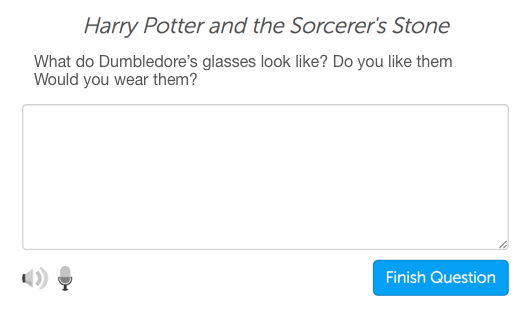 Harry Potter and the Sorcerer's Stone
What do Dumbledore’s glasses look like? Do you like them
Would you wear them?
Finish Question